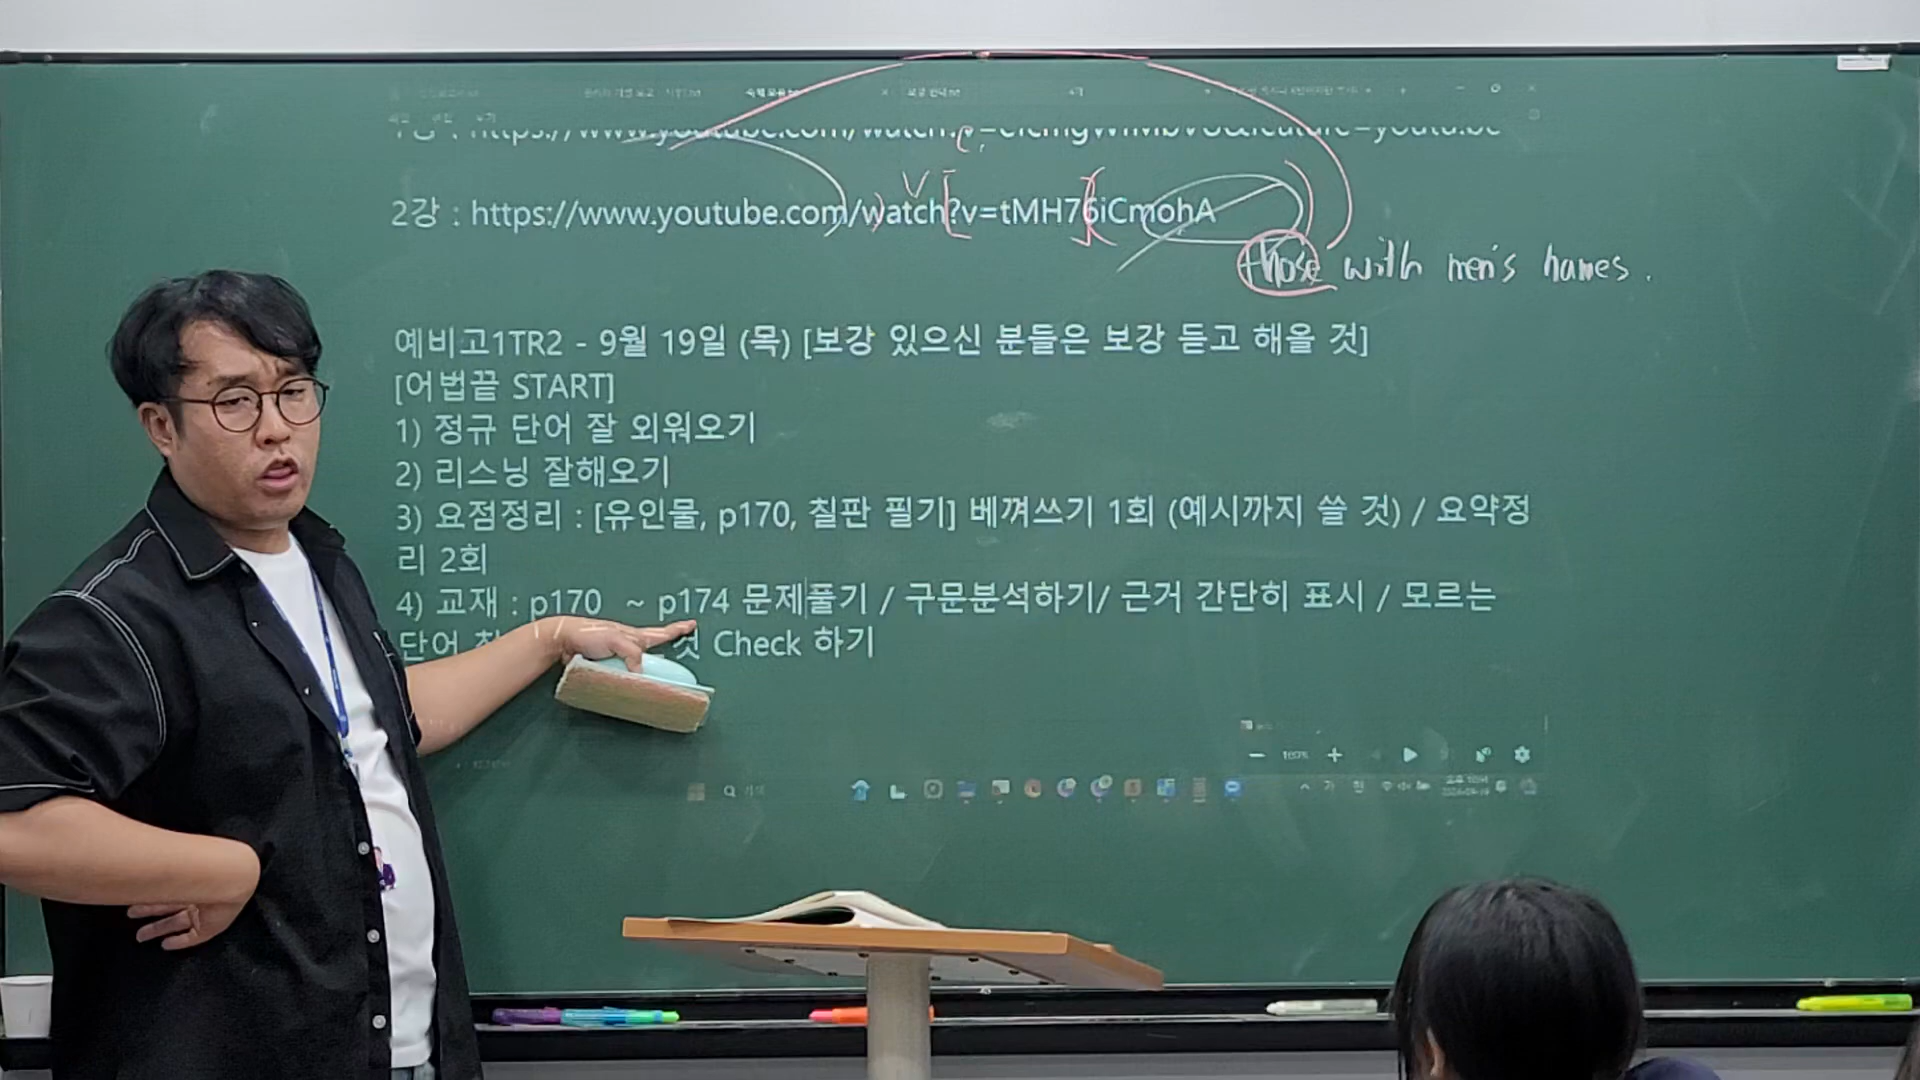 2강 : https://www.youtube.com/watch?v=tMH76iCmohA
those with men's names.
예비고1TR2 - 9월 19일 (목) [보강 있으신 분들은 보강 듣고 해올 것]
[어법끝 START]
1) 정규 단어 잘 외워오기
2) 리스닝 잘해오기
3) 요점정리 : [유인물, p170, 칠판 필기] 베껴쓰기 1회 (예시까지 쓸 것) / 요약정
리 2회
4) 교재 : p170 ~ p174 문제풀기 / 구문분석하기/ 근거 간단히 표시 / 모르는
단어 것 Check 하기